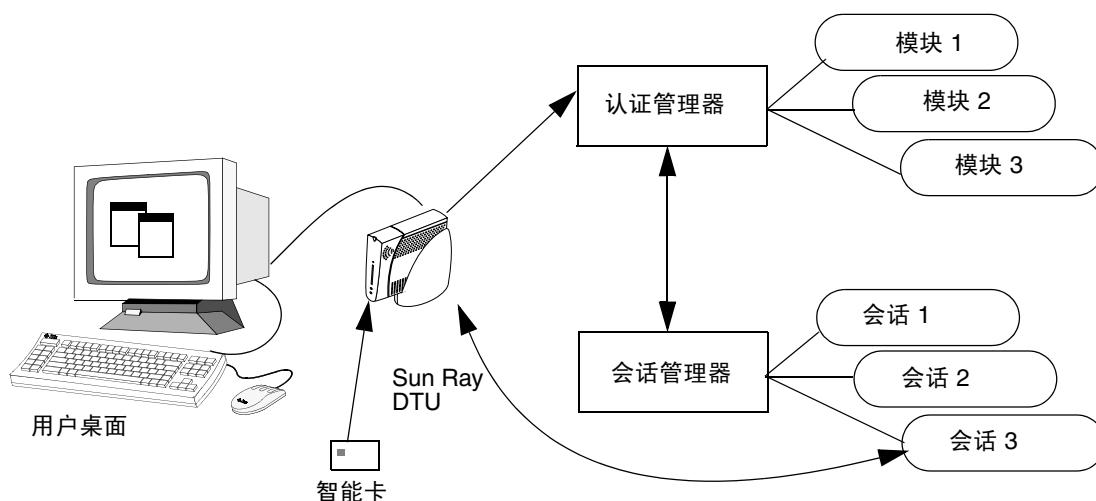 模块 1
认证管理器
模块 2
模块 3
会话 1
会话管理器
会话 2
Sun Ray
DTU
会话 3
用户桌面
智能卡